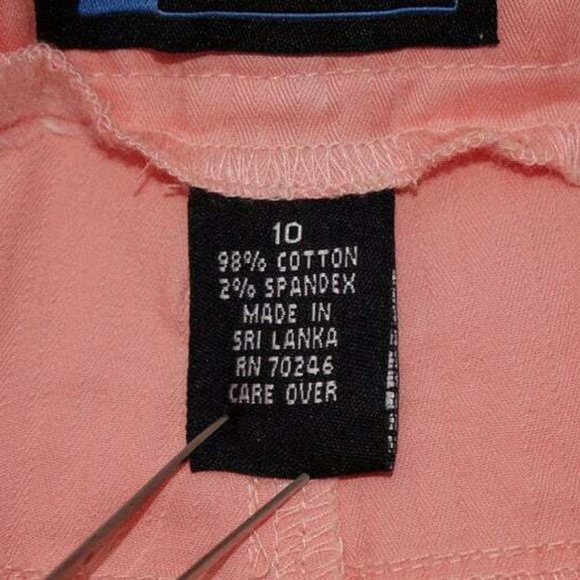 10
98% COTTON
2% SPANDEX
MADE IN
SRI LANKA
RN 70246
CARE OVER